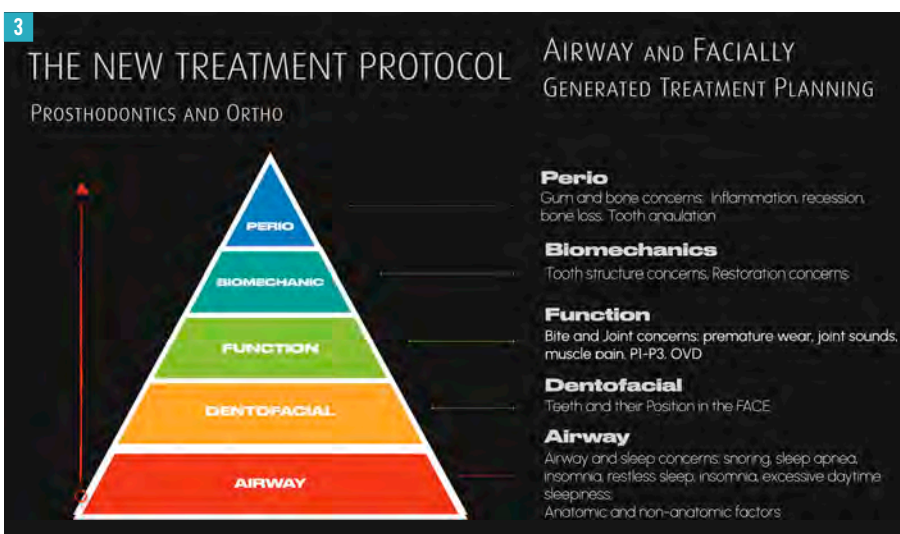 3
THE NEW TREATMENT PROTOCOL
PROSTHODONTICS AND ORTHO
AIRWAY AND FACIALLY
GENERATED TREATMENT PLANNING
PERIO
BIOMECHANIC
FUNCTION
DENTOFACIAL
AIRWAY
Perio
Gum and bone concerns: Inflammation, recession,
bone loss. Tooth angulation
Biomechanics
Tooth structure concerns, Restoration concerns
Function
Bite and Joint concerns: premature wear, joint sounds,
muscle pain. P1-P3. OVD
Dentofacial
Teeth and their Position in the FACE
Airway
Airway and sleep concerns: snoring, sleep apnea,
insomnia, restless sleep, insomnia, excessive daytime
sleepiness.
Anatomic and non-anatomic factors